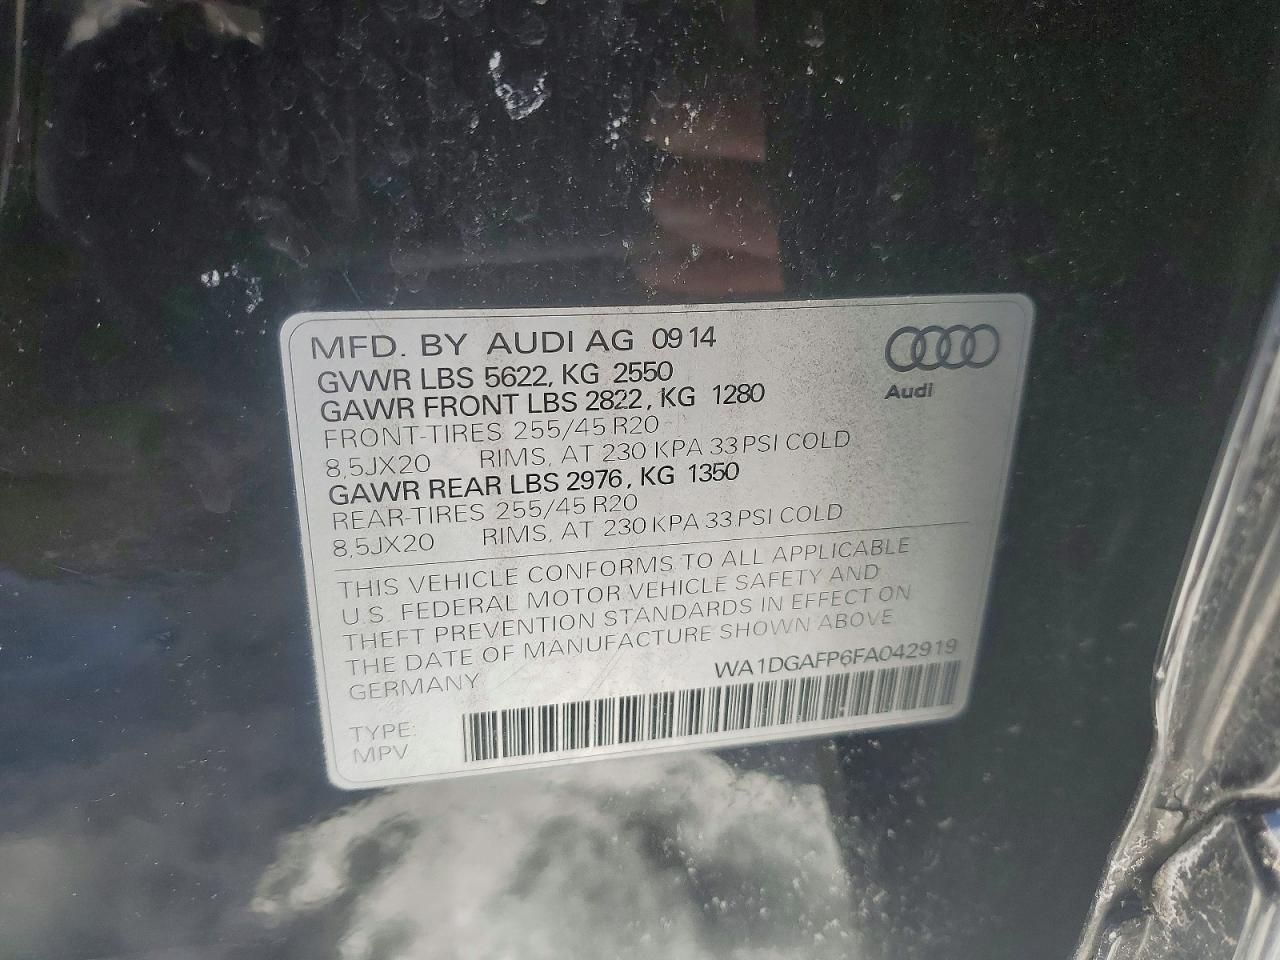 MFD. BY AUDI AG 09 14
GVWR LBS 5622, KG 2550
GAWR FRONT LBS 2822, KG 1280
FRONT-TIRES 255/45 R20
8,5JX20 RIMS, AT 230 KPA 33 PSI COLD
GAWR REAR LBS 2976, KG 1350
REAR-TIRES 255/45 R20
8,5JX20 RIMS, AT 230 KPA 33 PSI COLD
Audi
THIS VEHICLE CONFORMS TO ALL APPLICABLE
U.S. FEDERAL MOTOR VEHICLE SAFETY AND
THEFT PREVENTION STANDARDS IN EFFECT ON
THE DATE OF MANUFACTURE SHOWN ABOVE
GERMANY WA1DGAFP6FA042919
TYPE:
MPV